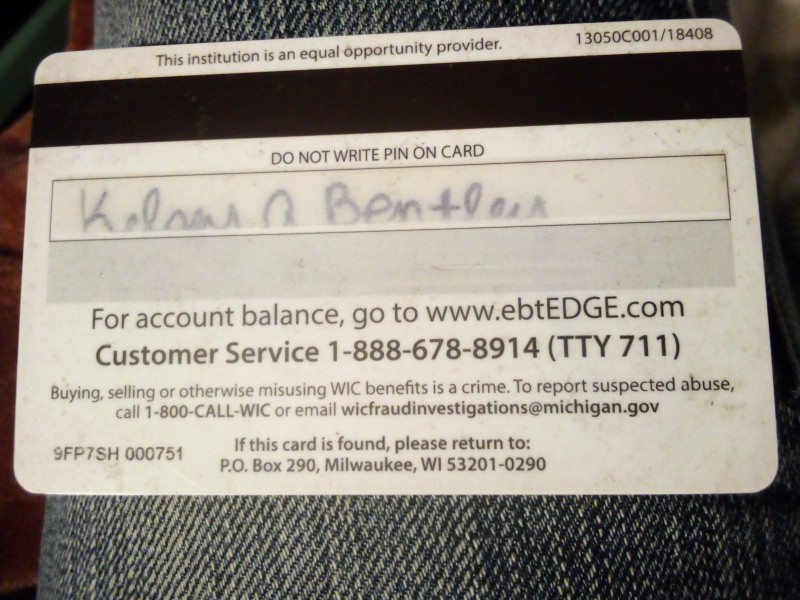 This institution is an equal opportunity provider.
13050C001/18408
DO NOT WRITE PIN ON CARD
Kelsey A Bentley
For account balance, go to www.ebtEDGE.com
Customer Service 1-888-678-8914 (TTY 711)
Buying, selling or otherwise misusing WIC benefits is a crime. To report suspected abuse,
call 1-800-CALL-WIC or email wicfraudinvestigations@michigan.gov
9FP7SH 000751
If this card is found, please return to:
P.O. Box 290, Milwaukee, WI 53201-0290